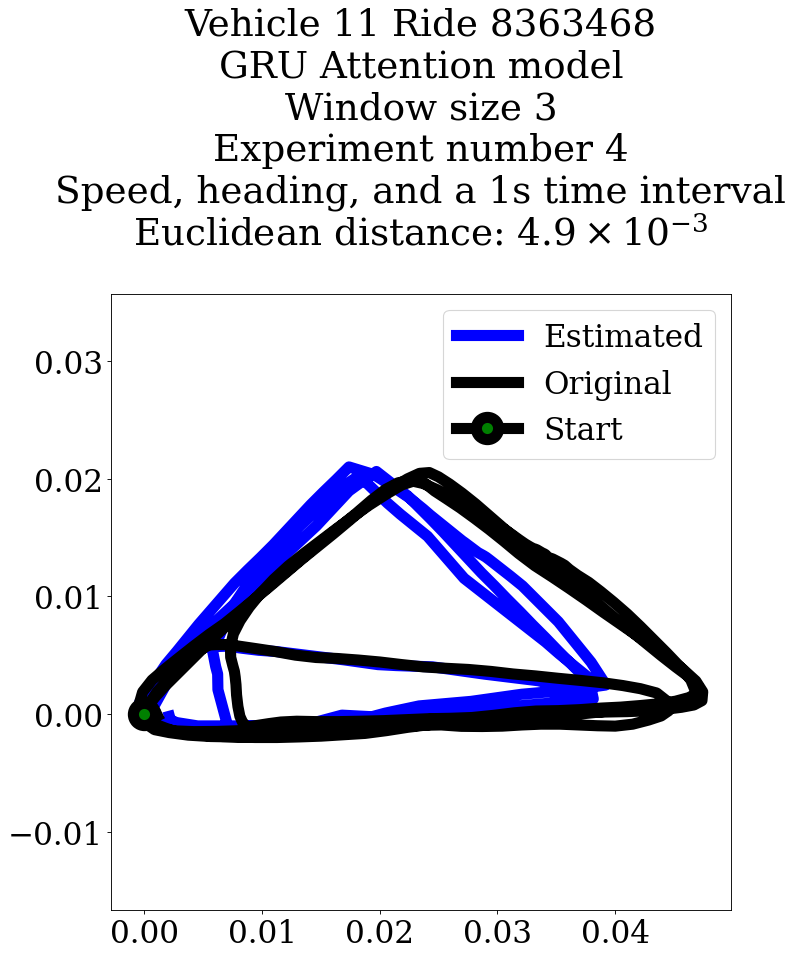 Vehicle 11 Ride 8363468
GRU Attention model
Window size 3
Experiment number 4
Speed, heading, and a 1s time interval
Euclidean distance: 4.9 × 10⁻³
Estimated
Original
Start
0.03
0.02
0.01
0.00
−0.01
0.00 0.01 0.02 0.03 0.04